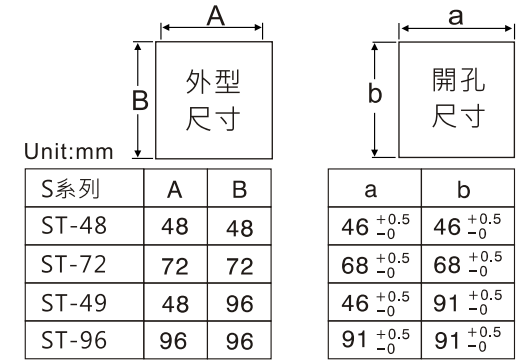 A
a
B
外型
尺寸
b
開孔
尺寸
Unit:mm
S系列 A B a b
ST-48 48 48 46 +0.5 -0 46 +0.5 -0
ST-72 72 72 68 +0.5 -0 68 +0.5 -0
ST-49 48 96 46 +0.5 -0 91 +0.5 -0
ST-96 96 96 91 +0.5 -0 91 +0.5 -0